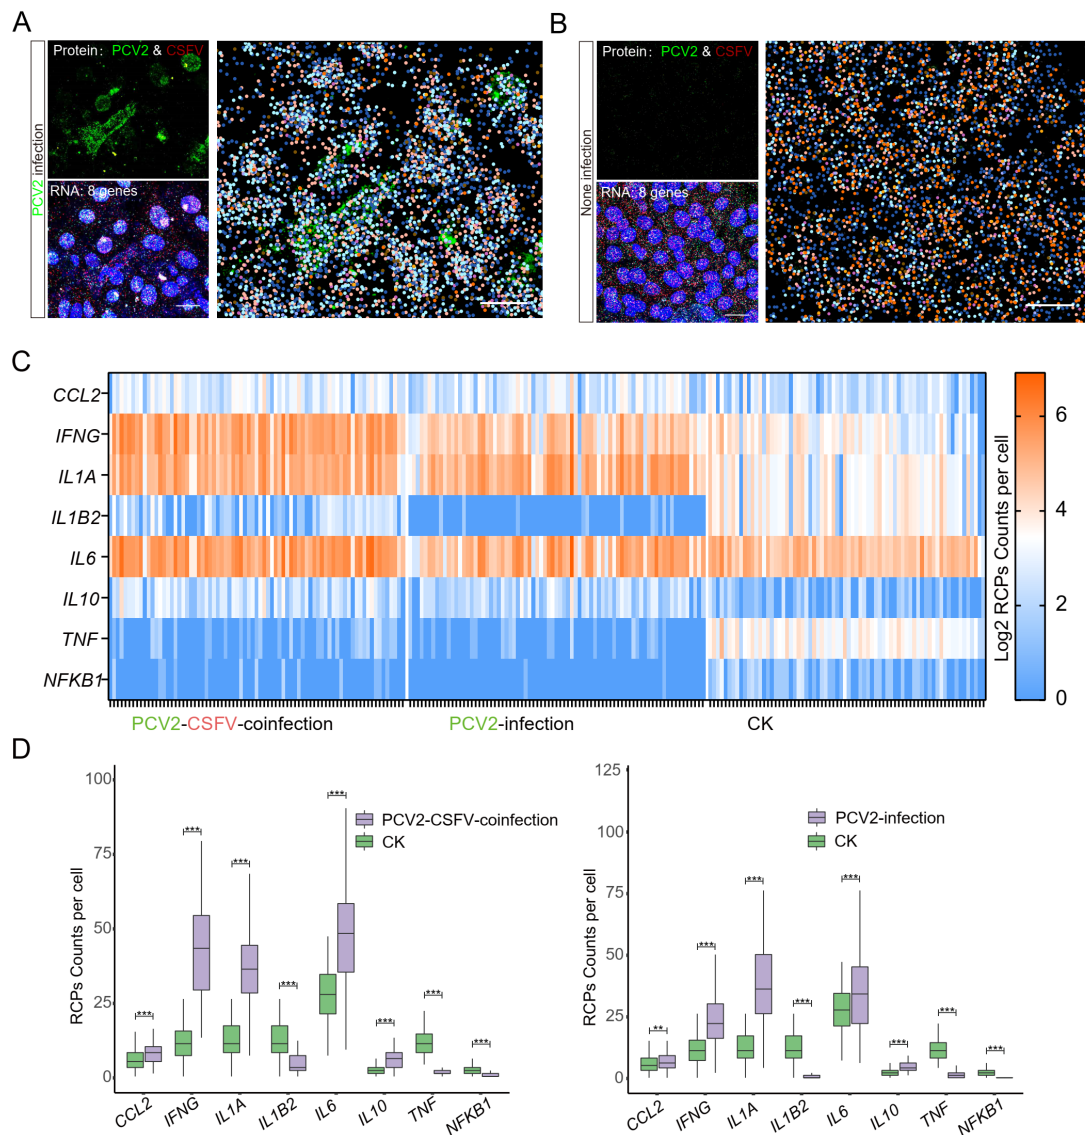 A
B
PCV2 infection
Protein: PCV2 & CSFV
RNA: 8 genes
None infection
Protein: PCV2 & CSFV
RNA: 8 genes
C
CCL2
IFNG
IL1A
IL1B2
IL6
IL10
TNF
NFKB1
PCV2-CSFV-coinfection
PCV2-infection
CK
6
4
2
0
Log2 RCPs Counts per cell
D
RCPs Counts per cell
100
75
50
25
0
***
***
***
***
***
***
***
***
PCV2-CSFV-coinfection
CK
CCL2
IFNG
IL1A
IL1B2
IL6
IL10
TNF
NFKB1
RCPs Counts per cell
125
100
75
50
25
0
**
***
***
***
***
***
***
***
PCV2-infection
CK
CCL2
IFNG
IL1A
IL1B2
IL6
IL10
TNF
NFKB1